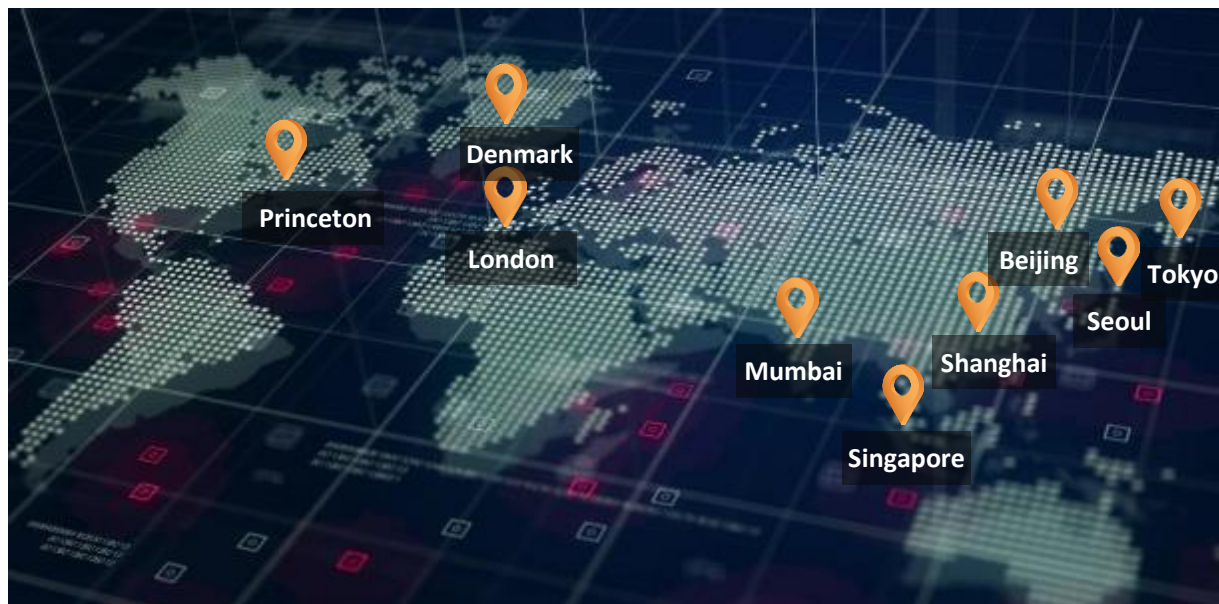 Denmark
Princeton
London
Beijing
Tokyo
Seoul
Shanghai
Mumbai
Singapore